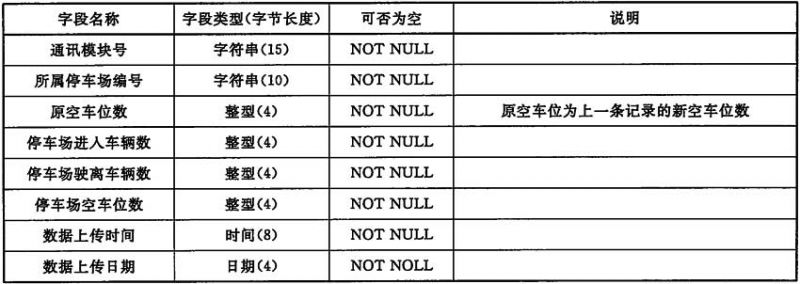 字段名称 字段类型(字节长度) 可否为空 说明
通讯模块号 字符串(15) NOT NULL
所属停车场编号 字符串(10) NOT NULL
原空车位数 整型(4) NOT NULL 原空车位为上一条记录的新空车位数
停车场进入车辆数 整型(4) NOT NULL
停车场驶离车辆数 整型(4) NOT NULL
停车场空车位数 整型(4) NOT NULL
数据上传时间 时间(8) NOT NULL
数据上传日期 日期(4) NOT NOLL